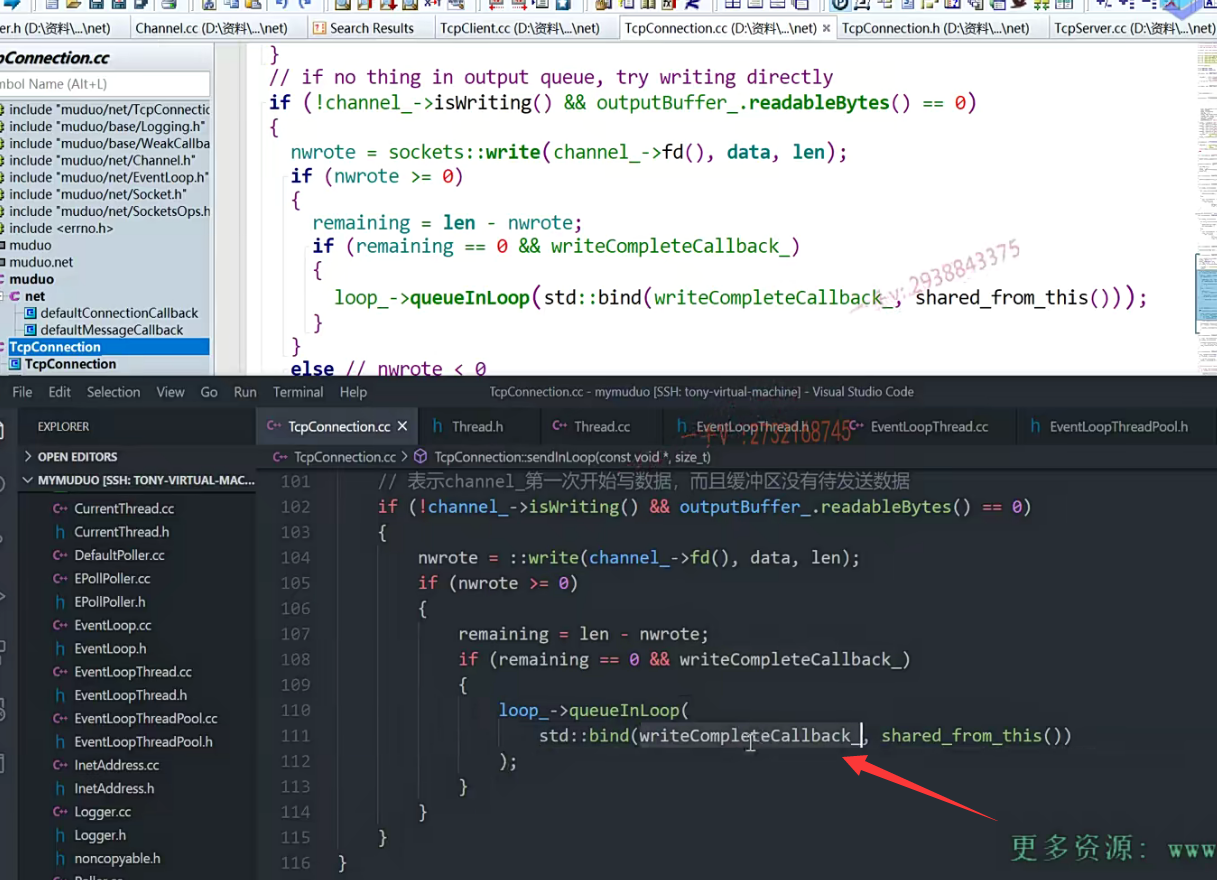 er.h (D:\资料\...\net)
Channel.cc (D:\资料\...\net)
Search Results
TcpClient.cc (D:\资料\...\net)
TcpConnection.cc (D:\资料\...\net)
TcpConnection.h (D:\资料\...\net)
TcpServer.cc (D:\资料\...\net)
pConnection.cc
mbol Name (Alt+L)
include "muduo/net/TcpConnectic
include "muduo/base/Logging.h"
include "muduo/base/WeakCallba
include "muduo/net/Channel.h"
include "muduo/net/EventLoop.h"
include "muduo/net/Socket.h"
include "muduo/net/SocketsOps.h
include <errno.h>
muduo
muduo.net
muduo
net
defaultConnectionCallback
defaultMessageCallback
TcpConnection
TcpConnection
}
// if no thing in output queue, try writing directly
if (!channel_->isWriting() && outputBuffer_.readableBytes() == 0)
{
nwrote = sockets::write(channel_->fd(), data, len);
if (nwrote >= 0)
{
remaining = len - nwrote;
if (remaining == 0 && writeCompleteCallback_)
{
loop_->queueInLoop(std::bind(writeCompleteCallback_, shared_from_this()));
}
}
else // nwrote < 0
v:2938843375
File Edit Selection View Go Run Terminal Help
TcpConnection.cc - mymuduo [SSH: tony-virtual-machine] - Visual Studio Code
EXPLORER
TcpConnection.cc
Thread.h
Thread.cc
EventLoopThread.h
EventLoopThread.cc
EventLoopThreadPool.h
:2732168745
OPEN EDITORS
MYMUDUO [SSH: TONY-VIRTUAL-MAC...
CurrentThread.cc
CurrentThread.h
DefaultPoller.cc
EPollPoller.cc
EPollPoller.h
EventLoop.cc
EventLoop.h
EventLoopThread.cc
EventLoopThread.h
EventLoopThreadPool.cc
EventLoopThreadPool.h
InetAddress.cc
InetAddress.h
Logger.cc
Logger.h
noncopyable.h
TcpConnection.cc > TcpConnection::sendInLoop(const void *, size_t)
101 // 表示channel_第一次开始写数据，而且缓冲区没有待发送数据
102 if (!channel_->isWriting() && outputBuffer_.readableBytes() == 0)
103 {
104 nwrote = ::write(channel_->fd(), data, len);
105 if (nwrote >= 0)
106 {
107 remaining = len - nwrote;
108 if (remaining == 0 && writeCompleteCallback_)
109 {
110 loop_->queueInLoop(
111 std::bind(writeCompleteCallback_, shared_from_this())
112 );
113 }
114 }
115 }
116 }
更多资源：www